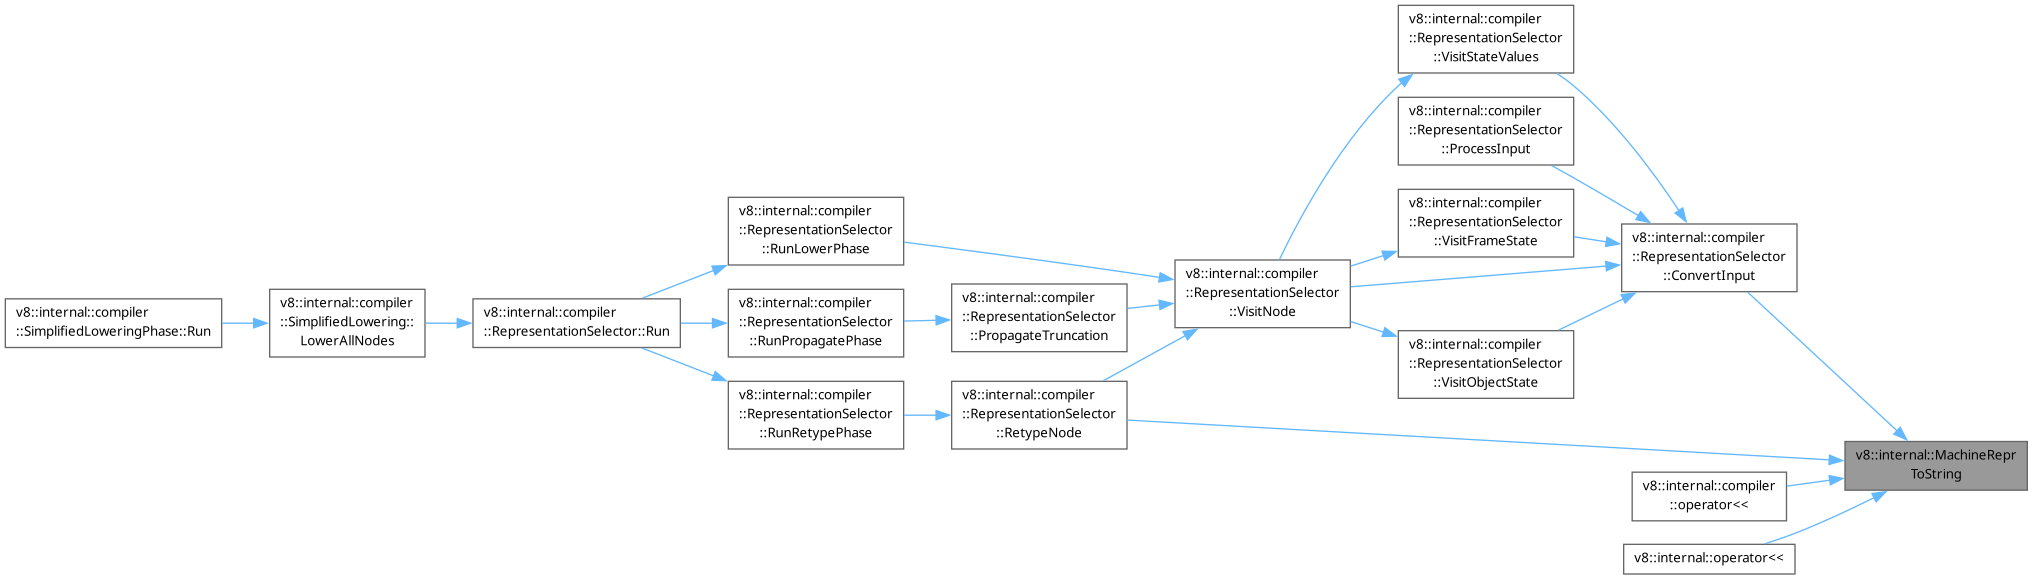 v8::internal::compiler
::SimplifiedLoweringPhase::Run
v8::internal::compiler
::SimplifiedLowering::
LowerAllNodes
v8::internal::compiler
::RepresentationSelector::Run
v8::internal::compiler
::RepresentationSelector
::RunLowerPhase
v8::internal::compiler
::RepresentationSelector
::RunPropagatePhase
v8::internal::compiler
::RepresentationSelector
::RunRetypePhase
v8::internal::compiler
::RepresentationSelector
::PropagateTruncation
v8::internal::compiler
::RepresentationSelector
::RetypeNode
v8::internal::compiler
::RepresentationSelector
::VisitNode
v8::internal::compiler
::RepresentationSelector
::VisitStateValues
v8::internal::compiler
::RepresentationSelector
::ProcessInput
v8::internal::compiler
::RepresentationSelector
::VisitFrameState
v8::internal::compiler
::RepresentationSelector
::VisitObjectState
v8::internal::compiler
::RepresentationSelector
::ConvertInput
v8::internal::compiler
::operator<<
v8::internal::operator<<
v8::internal::MachineRepr
ToString